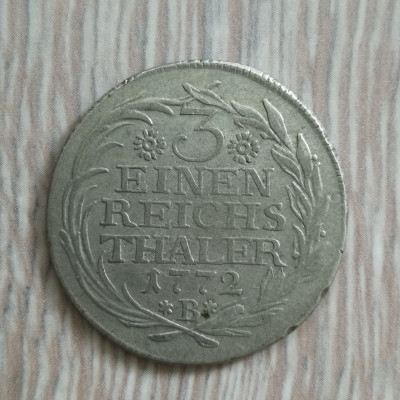 3
EINEN
REICHS
THALER
1772
*B*